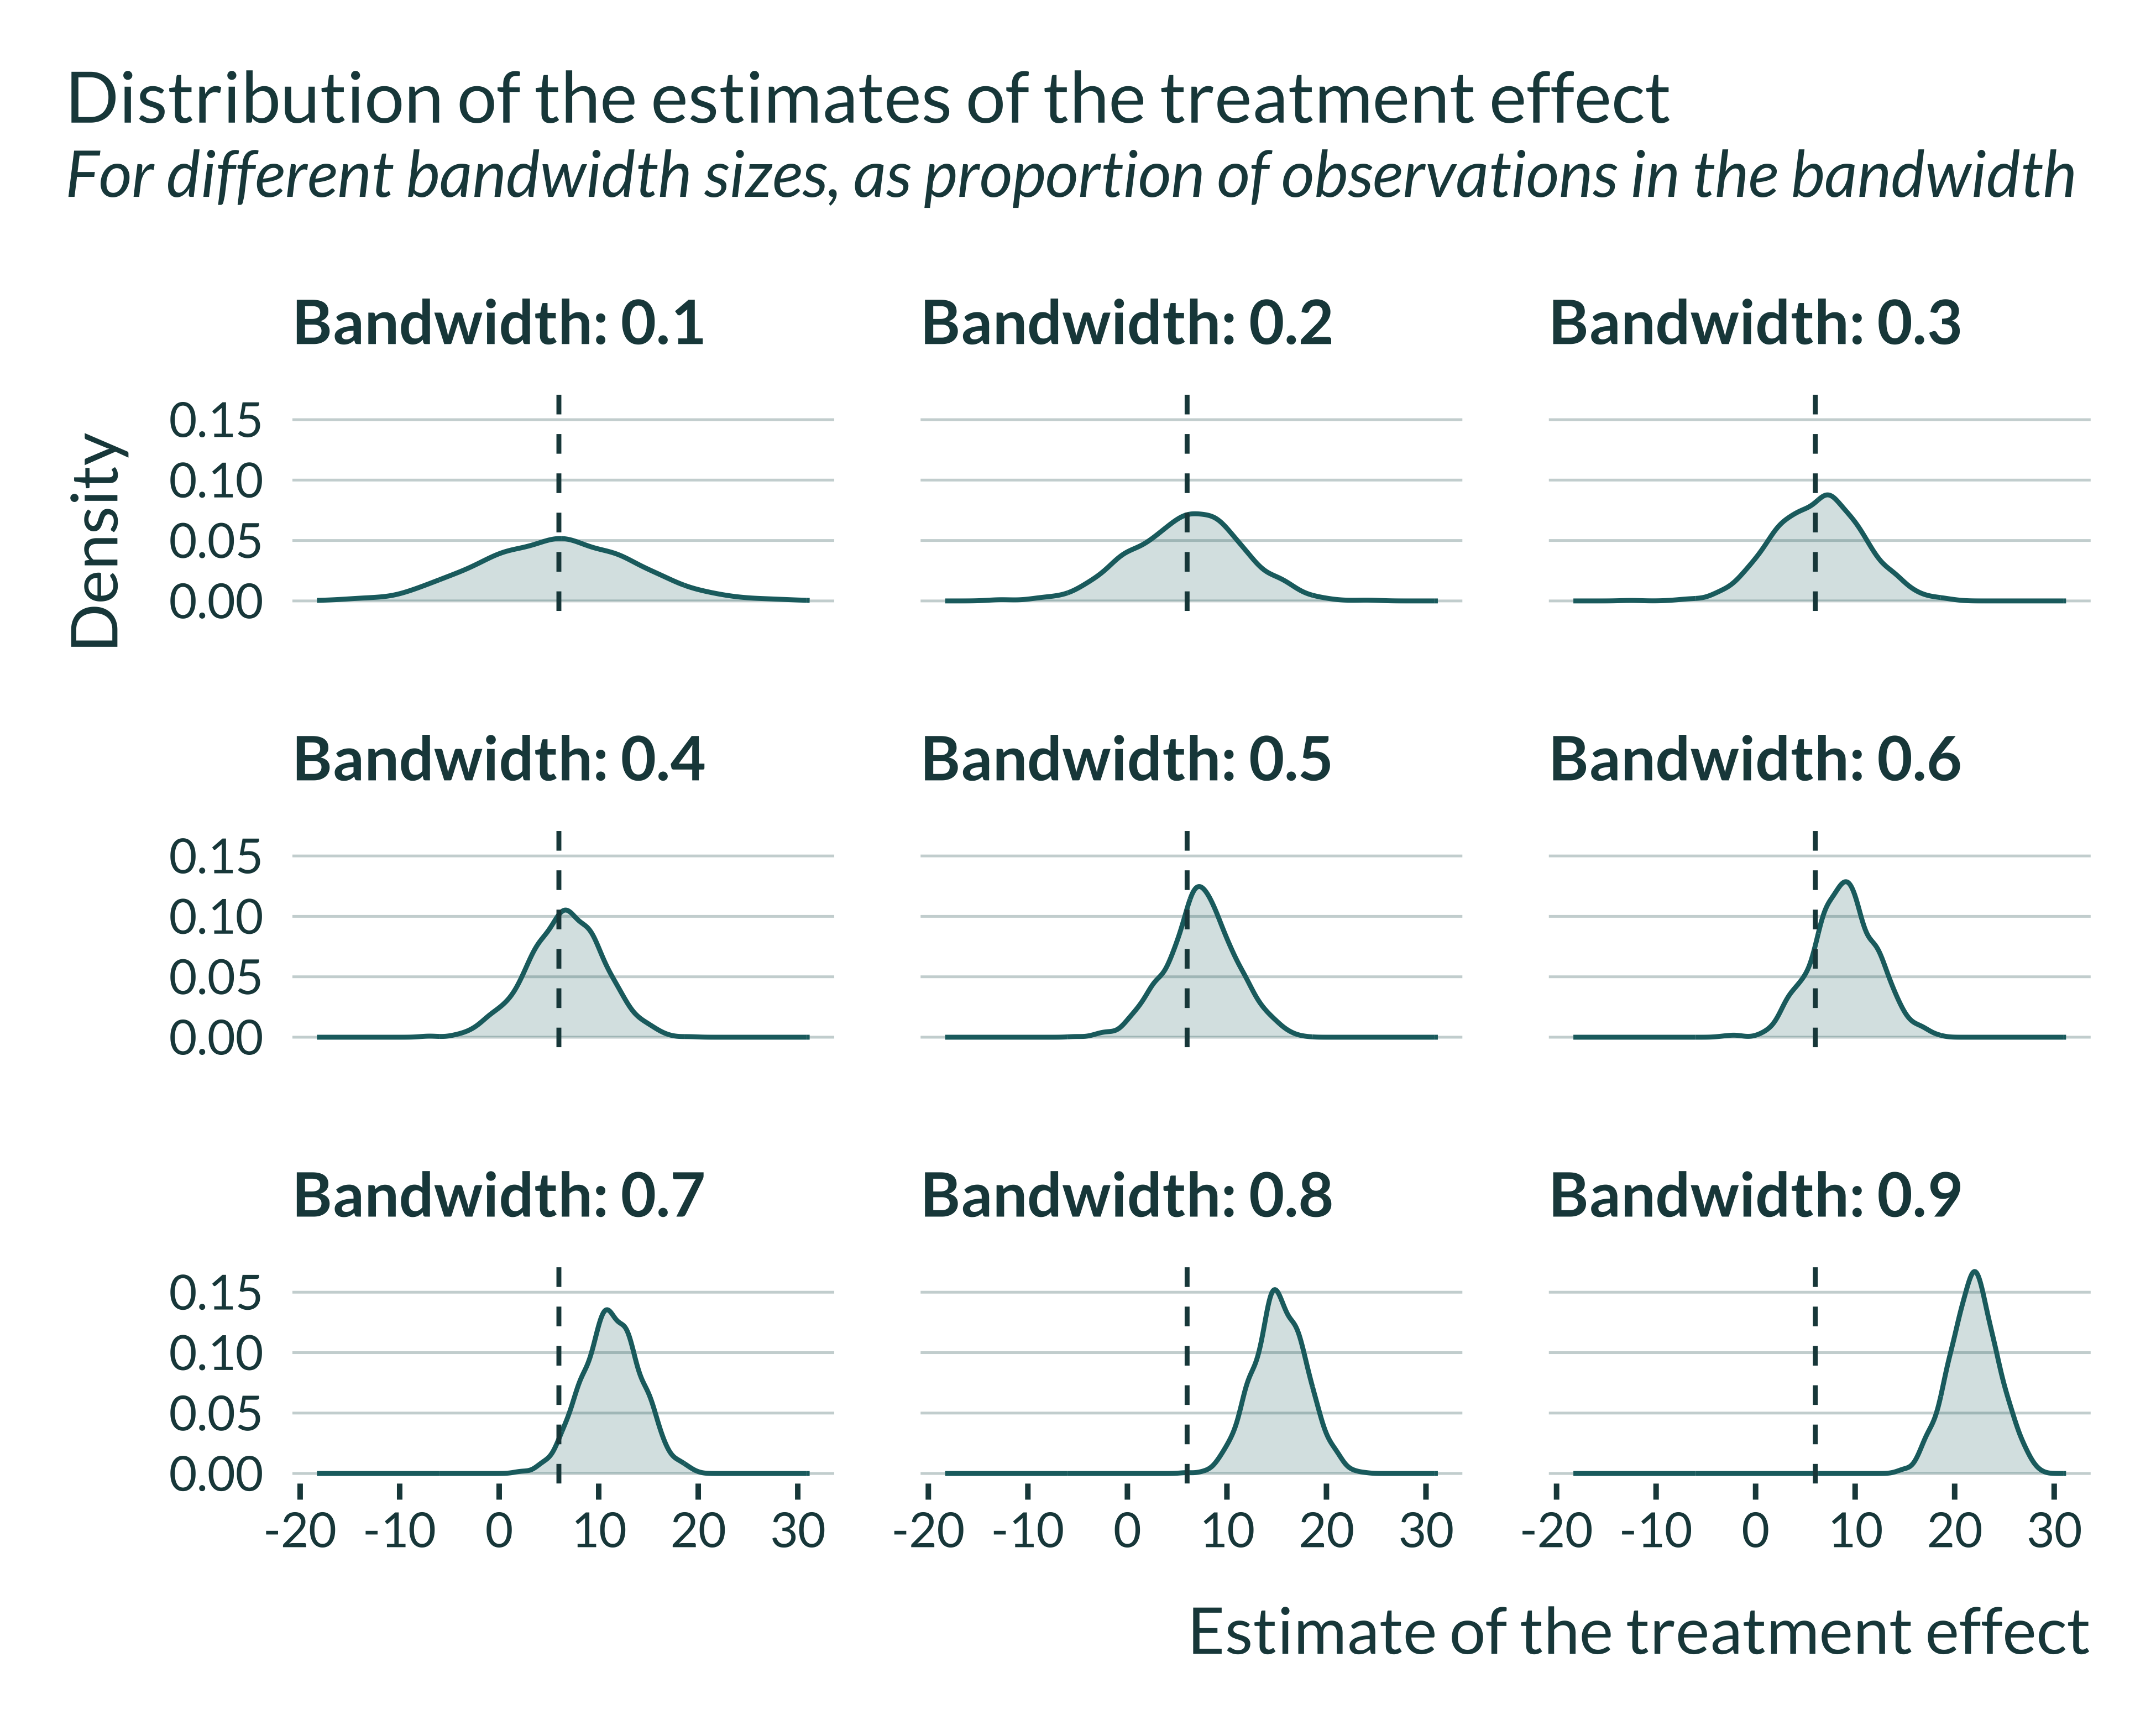 Distribution of the estimates of the treatment effect
For different bandwidth sizes, as proportion of observations in the bandwidth
Bandwidth: 0.1
Bandwidth: 0.2
Bandwidth: 0.3
Density
0.15
0.10
0.05
0.00
Bandwidth: 0.4
Bandwidth: 0.5
Bandwidth: 0.6
0.15
0.10
0.05
0.00
Bandwidth: 0.7
Bandwidth: 0.8
Bandwidth: 0.9
0.15
0.10
0.05
0.00
-20 -10 0 10 20 30
-20 -10 0 10 20 30
-20 -10 0 10 20 30
Estimate of the treatment effect